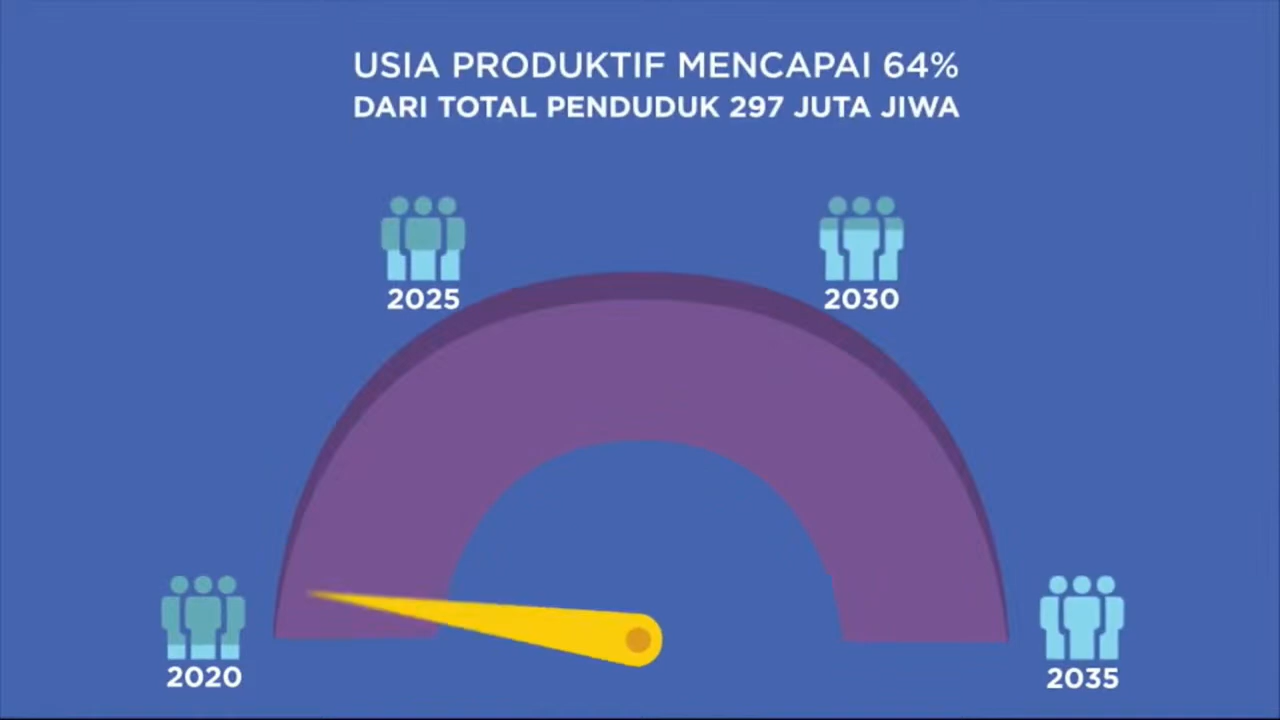 USIA PRODUKTIF MENCAPAI 64%
DARI TOTAL PENDUDUK 297 JUTA JIWA
2025
2030
2020
2035